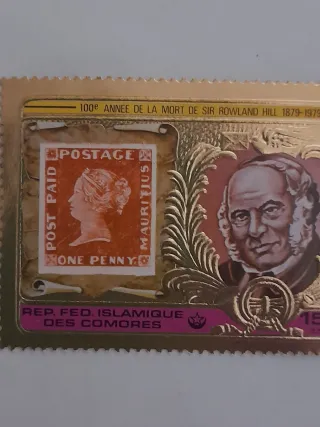 100e ANNEE DE LA MORT DE SIR ROWLAND HILL 1879-1979
POSTAGE
POST PAID
MAURITIUS
ONE PENNY
REP. FED. ISLAMIQUE
DES COMORES